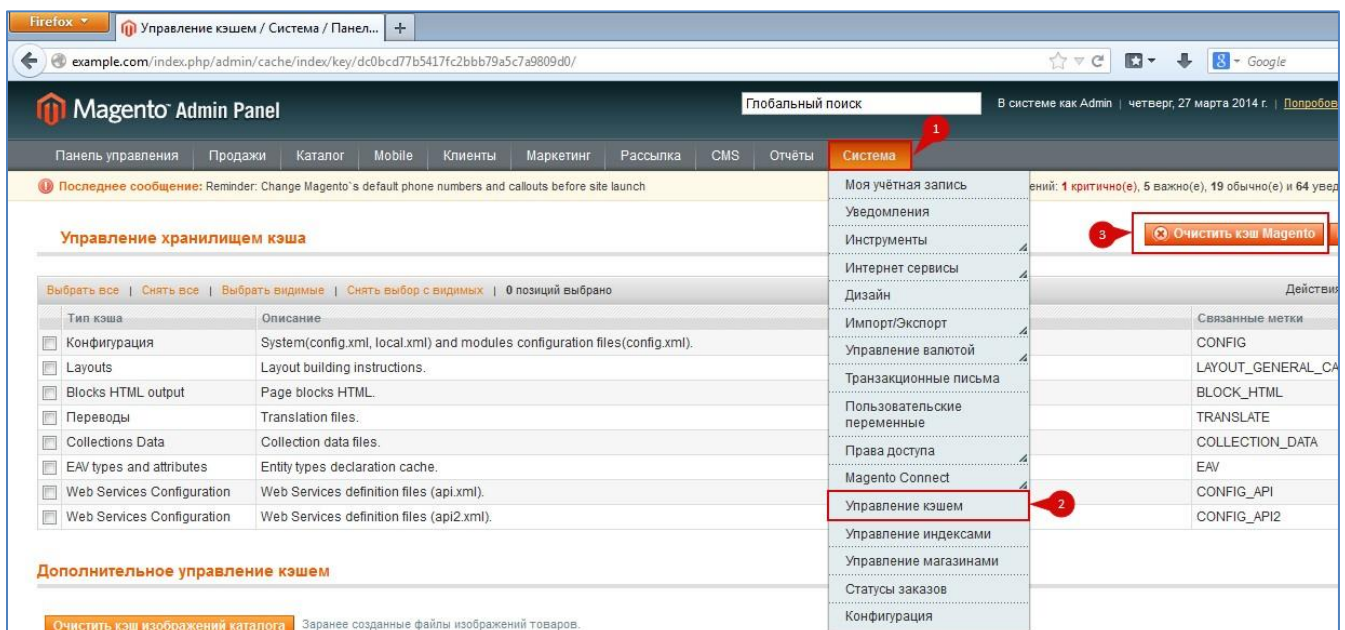 Firefox
Управление кэшем / Система / Панел... +
example.com/index.php/admin/cache/index/key/dc0bcd77b5417fc2bbb79a5c7a9809d0/
8 Google
Magento Admin Panel
Глобальный поиск
В системе как Admin | четверг, 27 марта 2014 г. | Попробов
1
Панель управления Продажи Каталог Mobile Клиенты Маркетинг Рассылка CMS Отчёты Система
Последнее сообщение: Reminder: Change Magento`s default phone numbers and callouts before site launch
ений: 1 критично(е), 5 важно(е), 19 обычно(е) и 64 увед
Моя учётная запись
Уведомления
Инструменты
Интернет сервисы
Дизайн
Импорт/Экспорт
Управление валютой
Транзакционные письма
Пользовательские
переменные
Права доступа
Magento Connect
Управление кэшем
2
Управление индексами
Управление магазинами
Статусы заказов
Конфигурация
Управление хранилищем кэша
3
Очистить кэш Magento
Выбрать все | Снять все | Выбрать видимые | Снять выбор с видимых | 0 позиций выбрано
Действия
Тип кэша Описание Связанные метки
Конфигурация System(config.xml, local.xml) and modules configuration files(config.xml). CONFIG
Layouts Layout building instructions. LAYOUT_GENERAL_CA
Blocks HTML output Page blocks HTML. BLOCK_HTML
Переводы Translation files. TRANSLATE
Collections Data Collection data files. COLLECTION_DATA
EAV types and attributes Entity types declaration cache. EAV
Web Services Configuration Web Services definition files (api.xml). CONFIG_API
Web Services Configuration Web Services definition files (api2.xml). CONFIG_API2
Дополнительное управление кэшем
Очистить кэш изображений каталога Заранее созданные файлы изображений товаров.